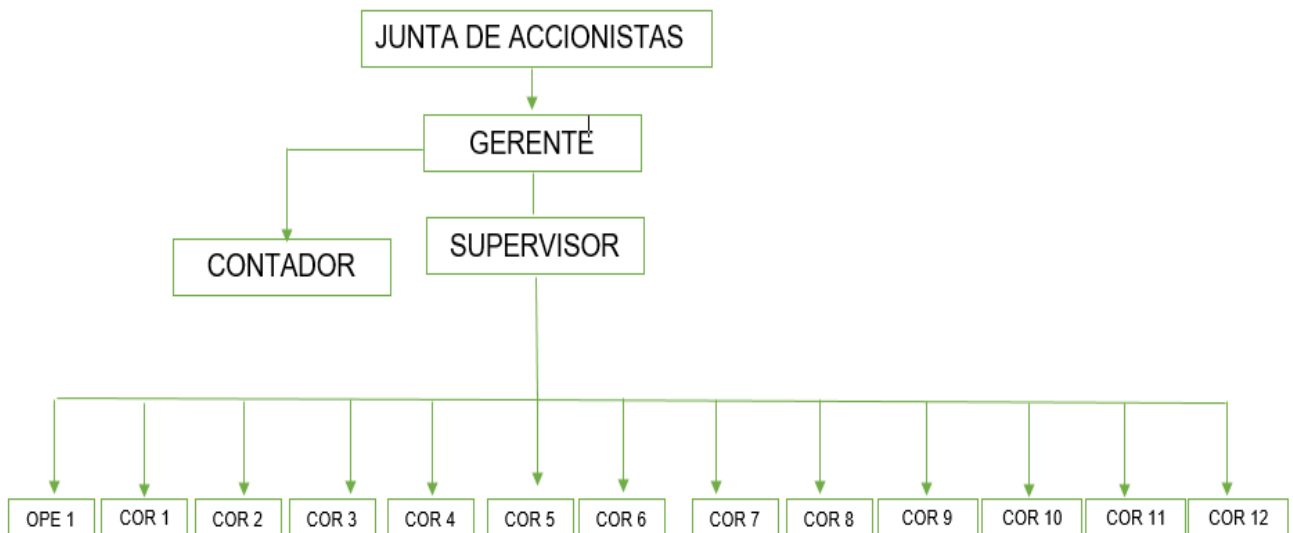 JUNTA DE ACCIONISTAS
GERENTE
SUPERVISOR
CONTADOR
OPE 1
COR 1
COR 2
COR 3
COR 4
COR 5
COR 6
COR 7
COR 8
COR 9
COR 10
COR 11
COR 12